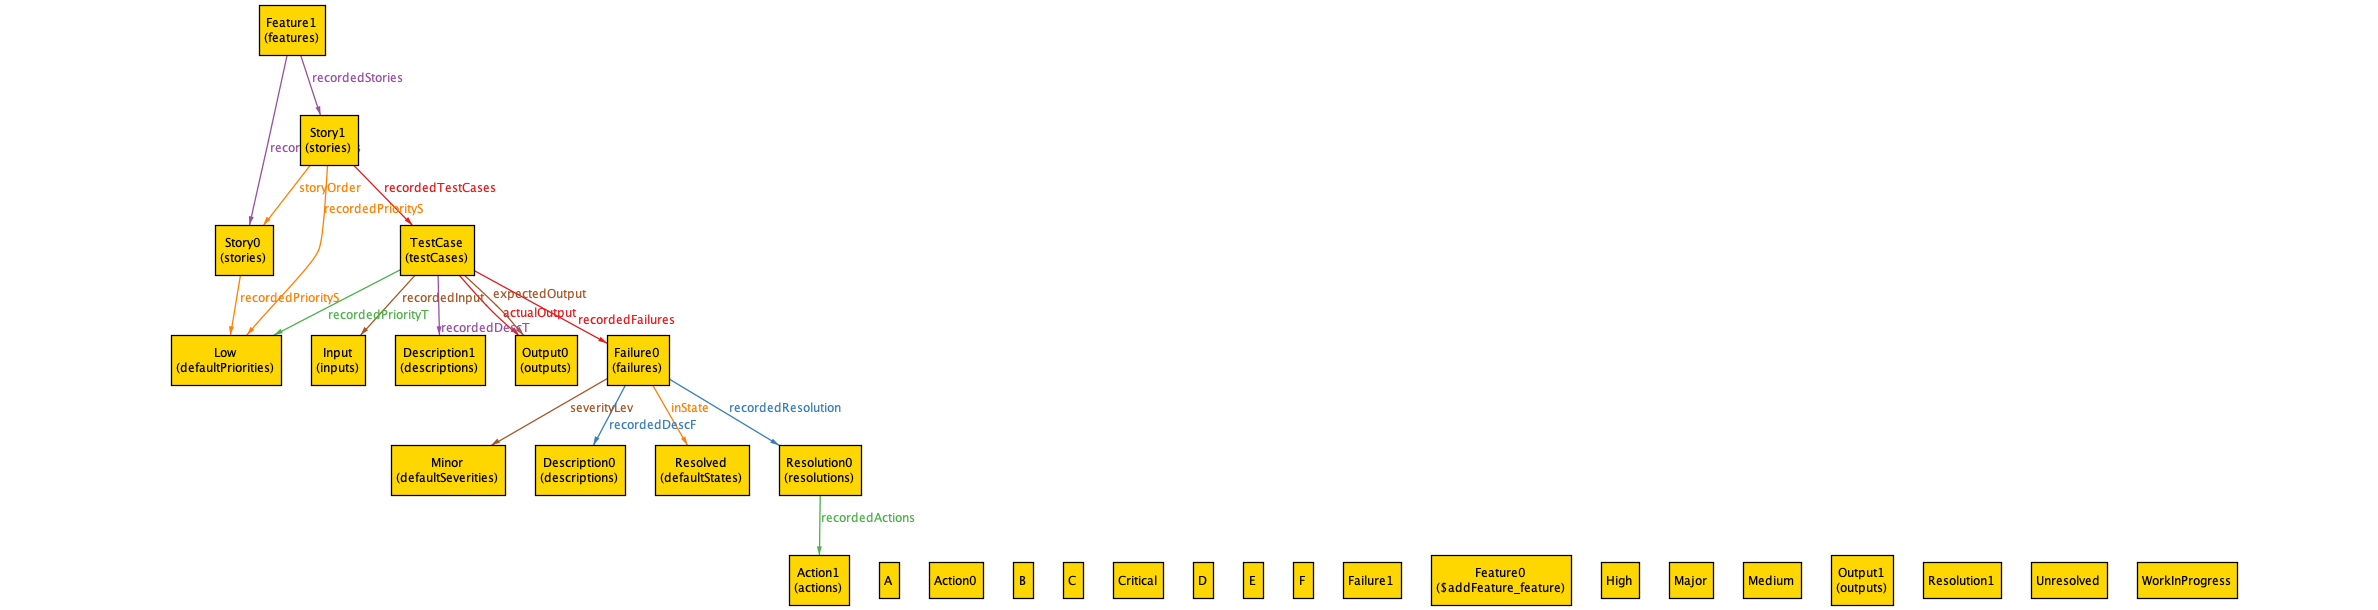 Feature1
(features)
recordedStories
Story1
(stories)
storyOrder
recordedTestCases
recordedPriorityS
Story0
(stories)
TestCase
(testCases)
recordedPriorityS
recordedPriorityT
recordedInput
recordedDescT
expectedOutput
actualOutput
recordedFailures
Low
(defaultPriorities)
Input
(inputs)
Description1
(descriptions)
Output0
(outputs)
Failure0
(failures)
severityLev
recordedDescF
inState
recordedResolution
Minor
(defaultSeverities)
Description0
(descriptions)
Resolved
(defaultStates)
Resolution0
(resolutions)
recordedActions
Action1
(actions)
A
Action0
B
C
Critical
D
E
F
Failure1
Feature0
($addFeature_feature)
High
Major
Medium
Output1
(outputs)
Resolution1
Unresolved
WorkInProgress